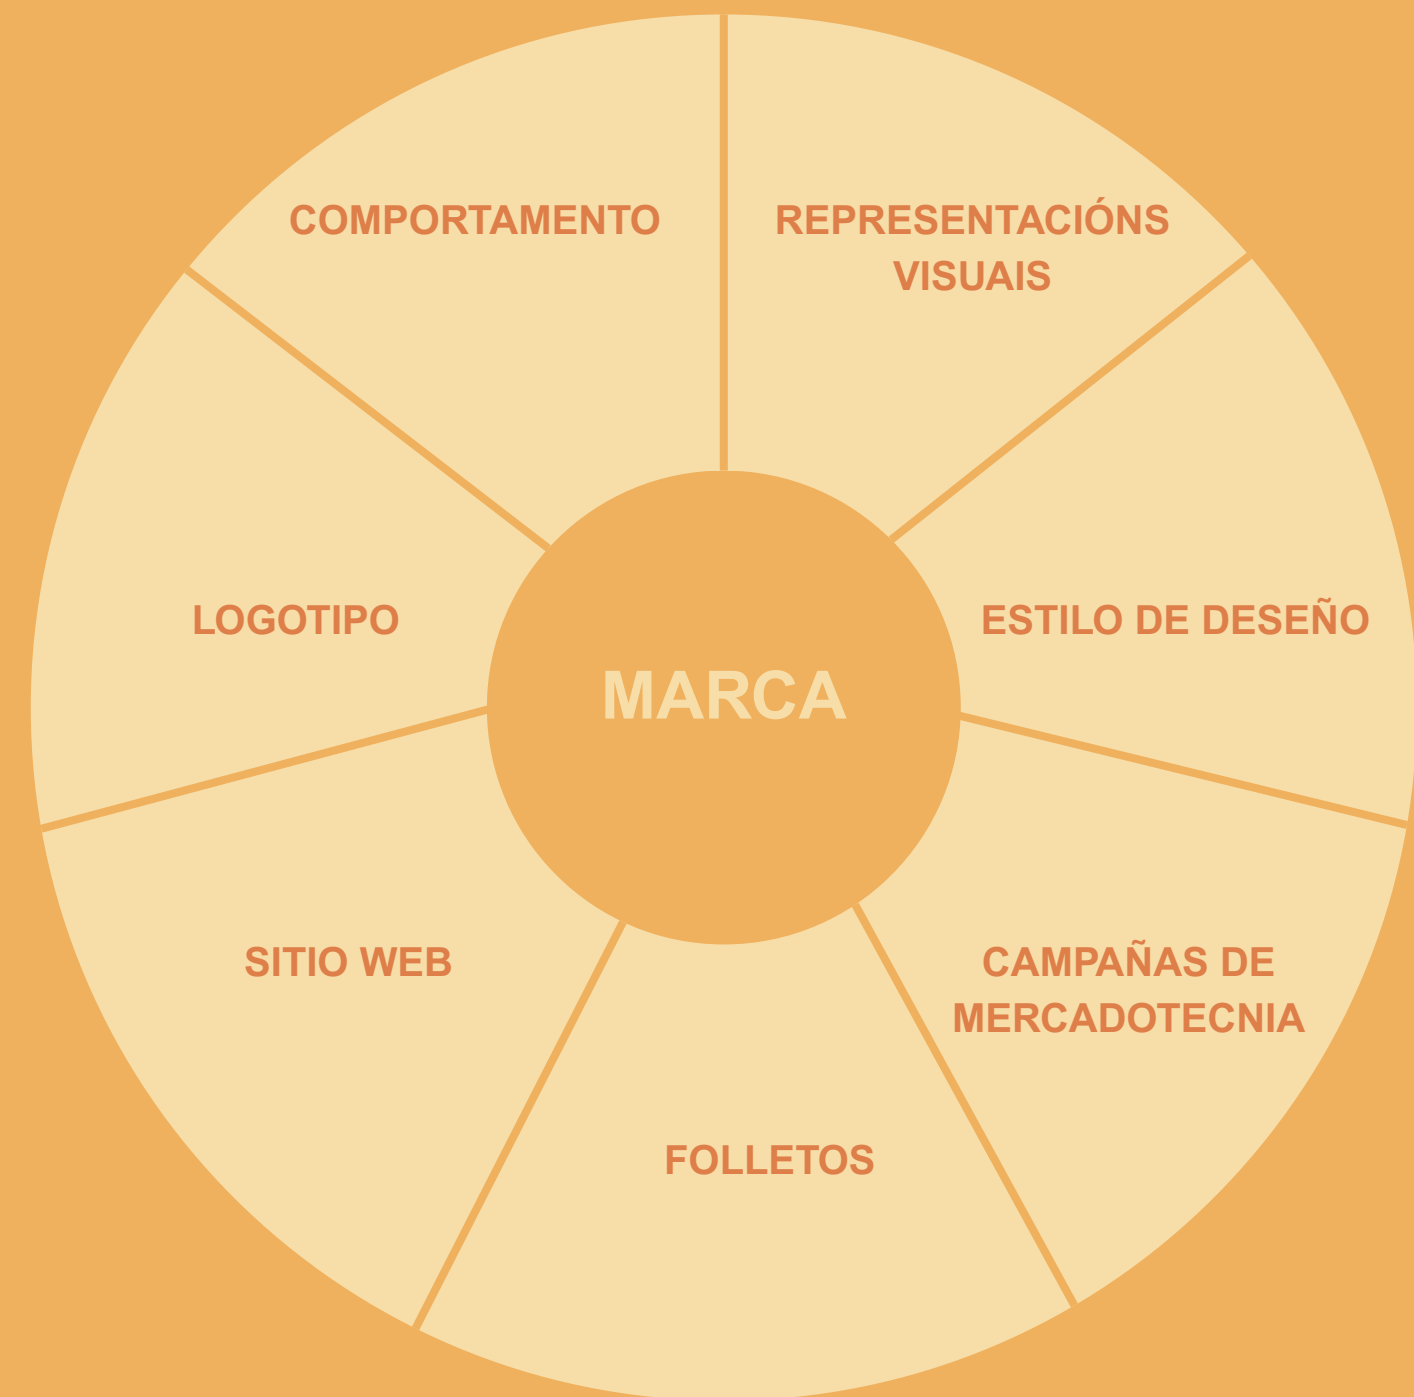 COMPORTAMENTO
REPRESENTACIÓNS
VISUAIS
LOGOTIPO
ESTILO DE DESEÑO
MARCA
SITIO WEB
CAMPAÑAS DE
MERCADOTECNIA
FOLLETOS